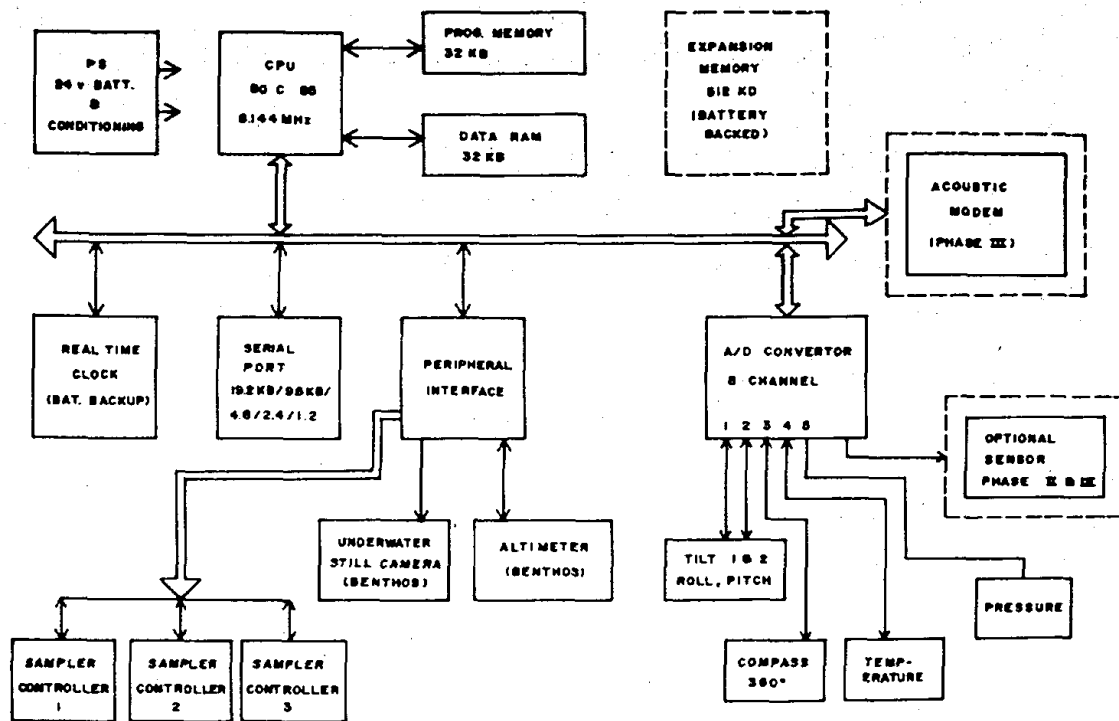 PS
24 V BATT.
&
CONDITIONING
CPU
80 C 85
6.144 MHz
PROG. MEMORY
32 KB
DATA RAM
32 KB
EXPANSION
MEMORY
512 KD
(BATTERY
BACKED)
ACOUSTIC
MODEM
(PHASE III)
REAL TIME
CLOCK
(BAT. BACKUP)
SERIAL
PORT
19.2KB/9.6KB/
4.8/2.4/1.2
PERIPHERAL
INTERFACE
A/D CONVERTOR
8 CHANNEL
1 2 3 4 5
OPTIONAL
SENSOR
PHASE II & III
UNDERWATER
STILL CAMERA
(BENTHOS)
ALTIMETER
(BENTHOS)
TILT 1 & 2
ROLL, PITCH
PRESSURE
SAMPLER
CONTROLLER
1
SAMPLER
CONTROLLER
2
SAMPLER
CONTROLLER
3
COMPASS
360°
TEMP-
ERATURE